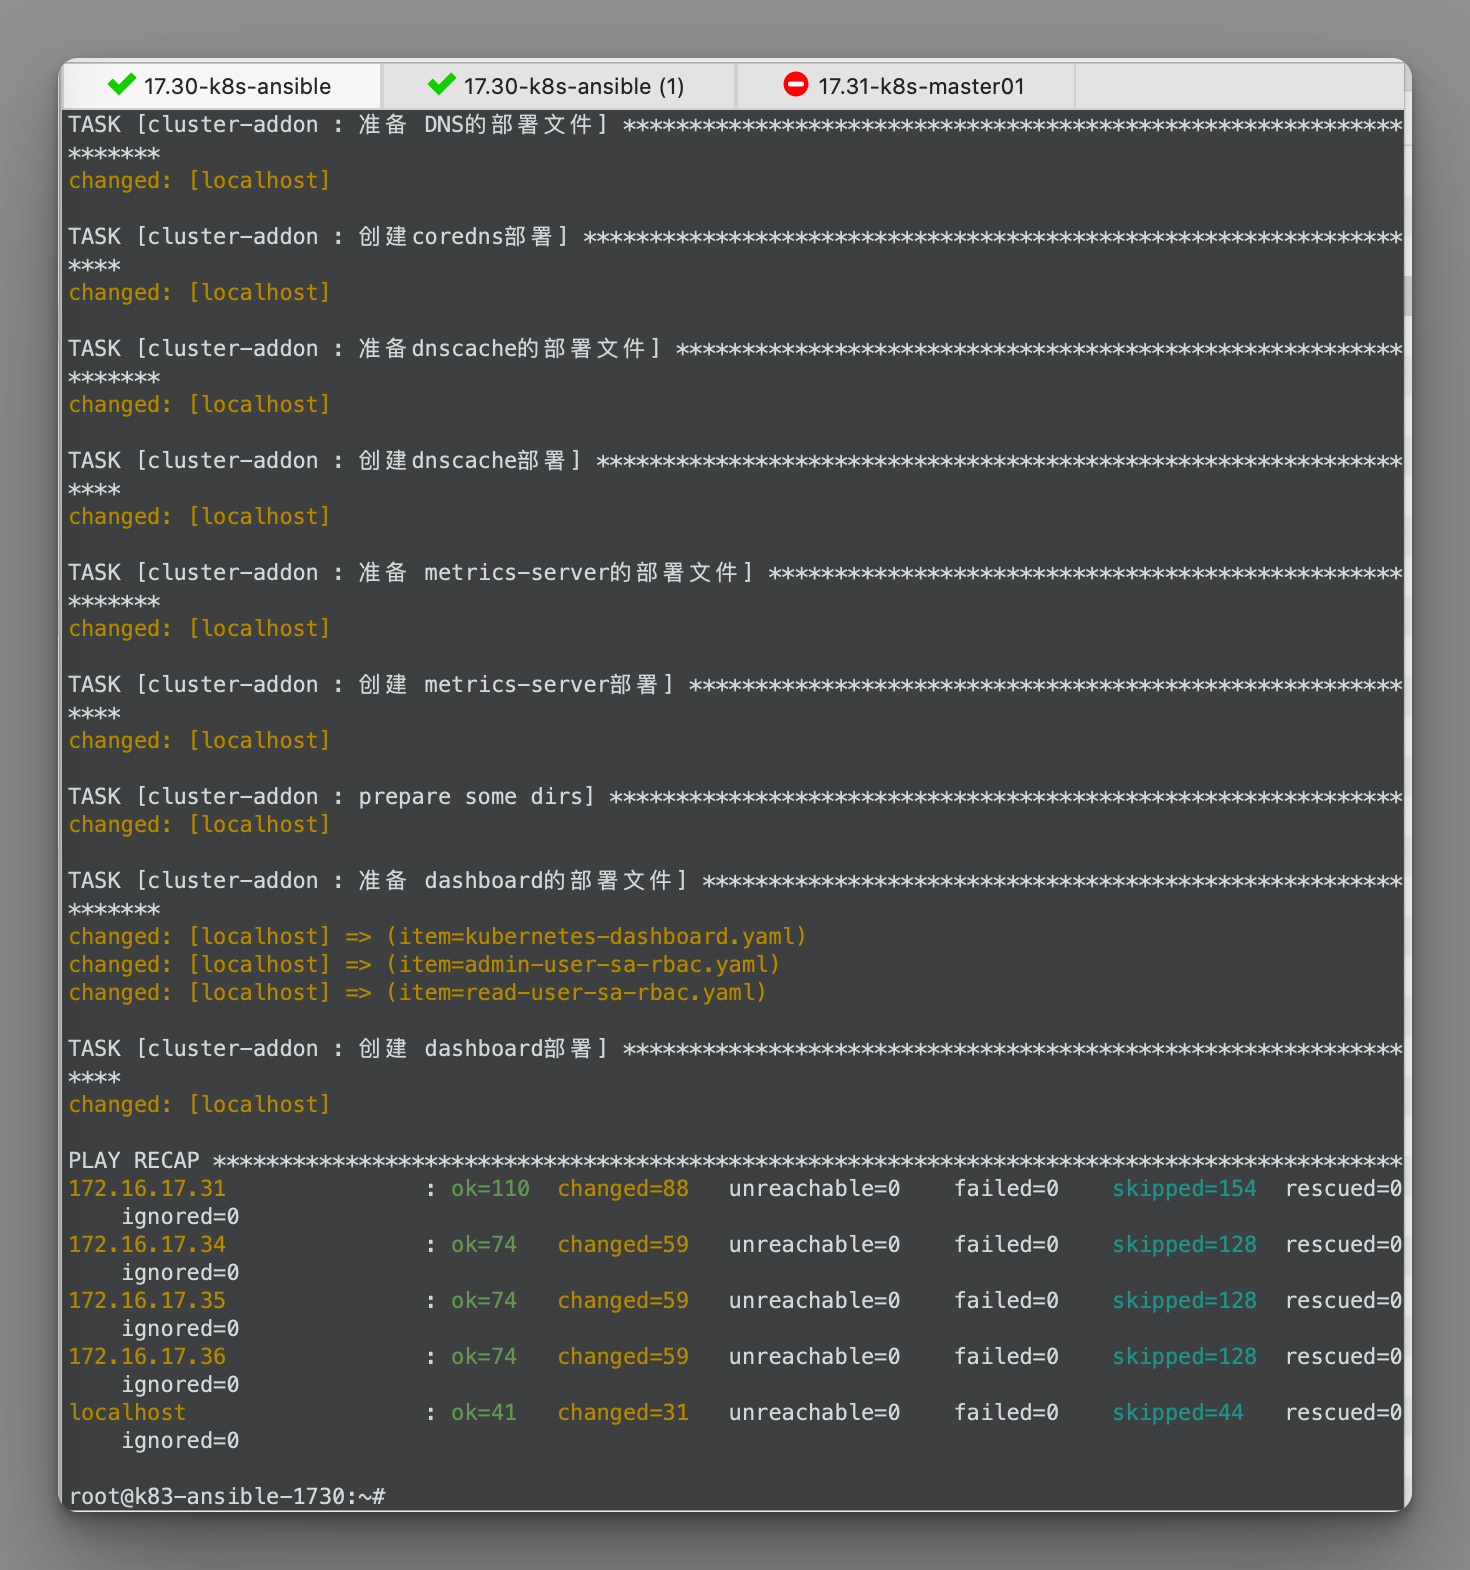 17.30-k8s-ansible 17.30-k8s-ansible (1) 17.31-k8s-master01
TASK [cluster-addon : 准备 DNS的部署文件] ***********************************************************
*******
changed: [localhost]
TASK [cluster-addon : 创建coredns部署] **************************************************************
****
changed: [localhost]
TASK [cluster-addon : 准备dnscache的部署文件] *******************************************************
*******
changed: [localhost]
TASK [cluster-addon : 创建dnscache部署] *************************************************************
****
changed: [localhost]
TASK [cluster-addon : 准备 metrics-server的部署文件] ************************************************
*******
changed: [localhost]
TASK [cluster-addon : 创建 metrics-server部署] ******************************************************
****
changed: [localhost]
TASK [cluster-addon : prepare some dirs] ************************************************************
changed: [localhost]
TASK [cluster-addon : 准备 dashboard的部署文件] *****************************************************
*******
changed: [localhost] => (item=kubernetes-dashboard.yaml)
changed: [localhost] => (item=admin-user-sa-rbac.yaml)
changed: [localhost] => (item=read-user-sa-rbac.yaml)
TASK [cluster-addon : 创建 dashboard部署] ***********************************************************
****
changed: [localhost]
PLAY RECAP ******************************************************************************************
172.16.17.31 : ok=110 changed=88 unreachable=0 failed=0 skipped=154 rescued=0
ignored=0
172.16.17.34 : ok=74 changed=59 unreachable=0 failed=0 skipped=128 rescued=0
ignored=0
172.16.17.35 : ok=74 changed=59 unreachable=0 failed=0 skipped=128 rescued=0
ignored=0
172.16.17.36 : ok=74 changed=59 unreachable=0 failed=0 skipped=128 rescued=0
ignored=0
localhost : ok=41 changed=31 unreachable=0 failed=0 skipped=44 rescued=0
ignored=0
root@k83-ansible-1730:~#